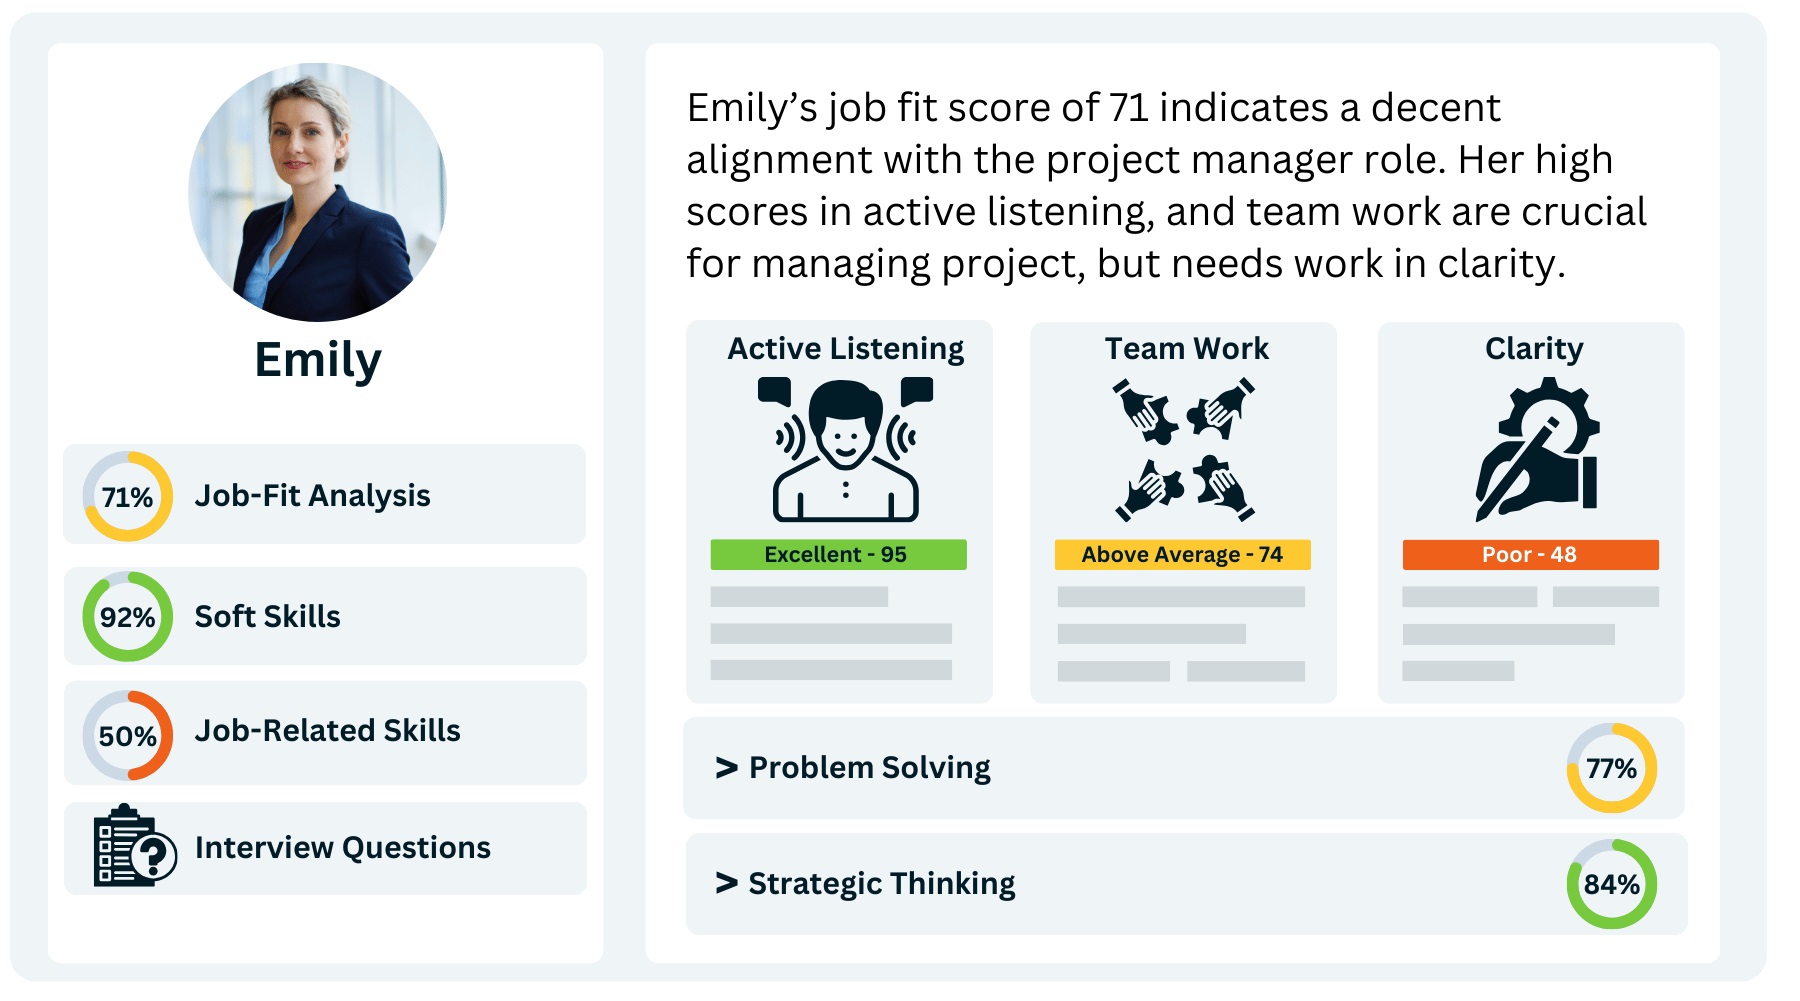 Emily
71% Job-Fit Analysis
92% Soft Skills
50% Job-Related Skills
? Interview Questions
Emily’s job fit score of 71 indicates a decent
alignment with the project manager role. Her high
scores in active listening, and team work are crucial
for managing project, but needs work in clarity.
Active Listening
Excellent - 95
Team Work
Above Average - 74
Clarity
Poor - 48
> Problem Solving 77%
> Strategic Thinking 84%